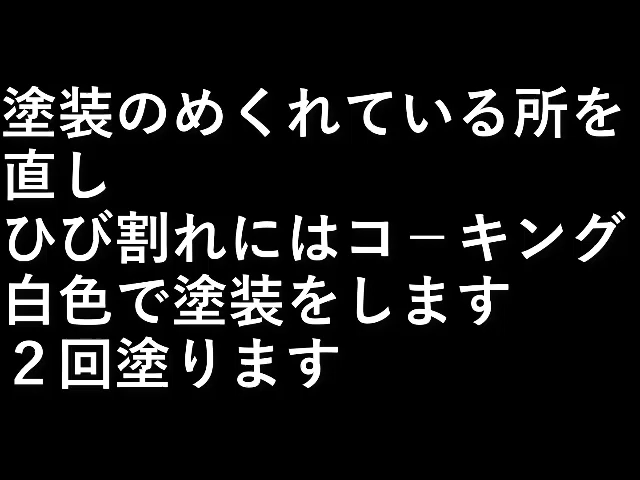 塗装のめくれている所を
直し
ひび割れにはコ－キング
白色で塗装をします
２回塗ります